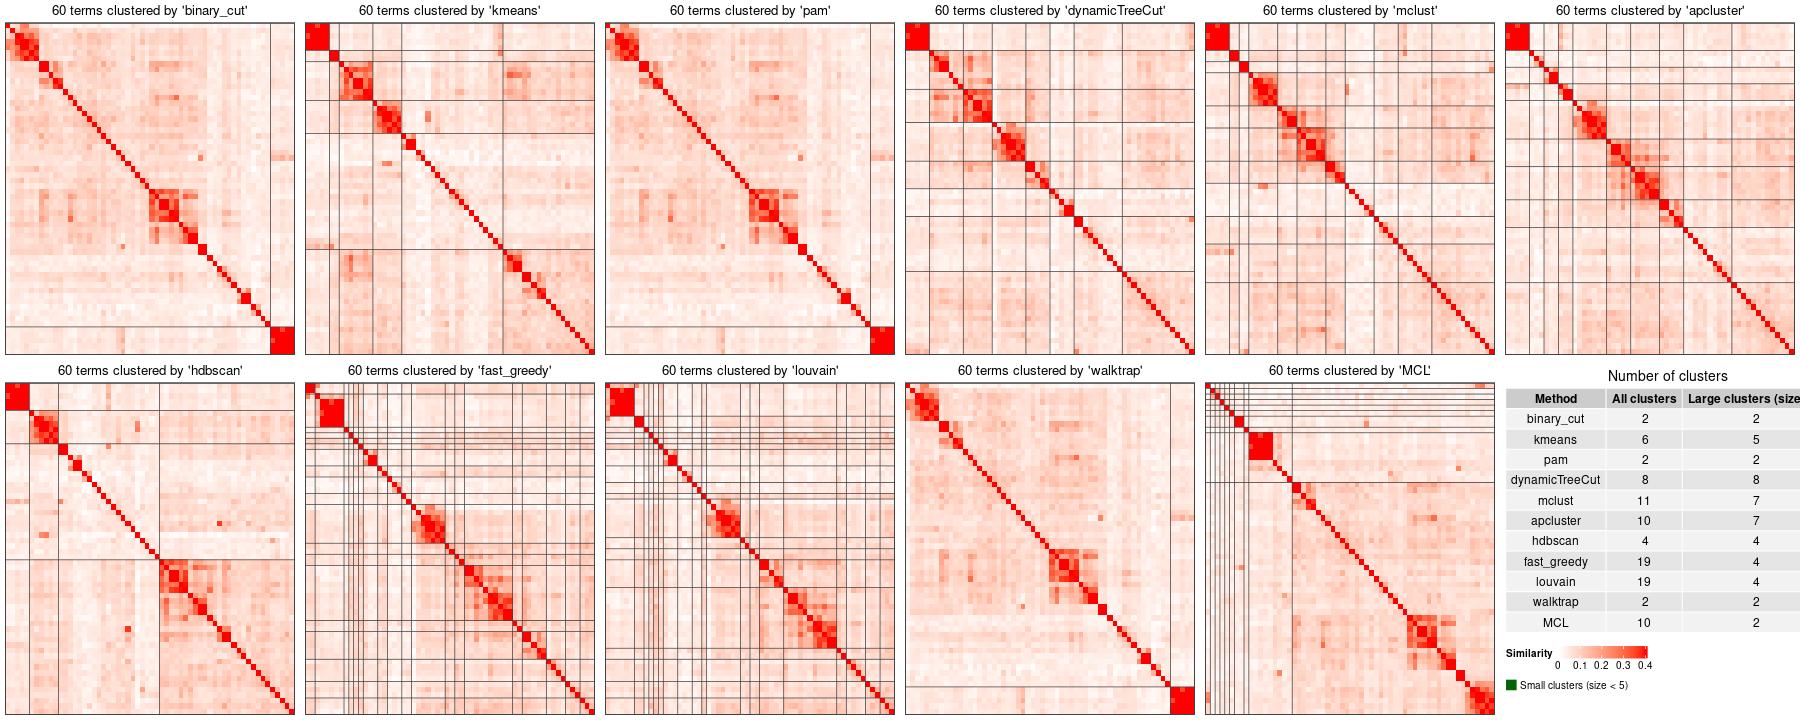 60 terms clustered by 'binary_cut'
60 terms clustered by 'kmeans'
60 terms clustered by 'pam'
60 terms clustered by 'dynamicTreeCut'
60 terms clustered by 'mclust'
60 terms clustered by 'apcluster'
60 terms clustered by 'hdbscan'
60 terms clustered by 'fast_greedy'
60 terms clustered by 'louvain'
60 terms clustered by 'walktrap'
60 terms clustered by 'MCL'
Number of clusters
Method All clusters Large clusters (size
binary_cut 2 2
kmeans 6 5
pam 2 2
dynamicTreeCut 8 8
mclust 11 7
apcluster 10 7
hdbscan 4 4
fast_greedy 19 4
louvain 19 4
walktrap 2 2
MCL 10 2
Similarity
0 0.1 0.2 0.3 0.4
Small clusters (size < 5)